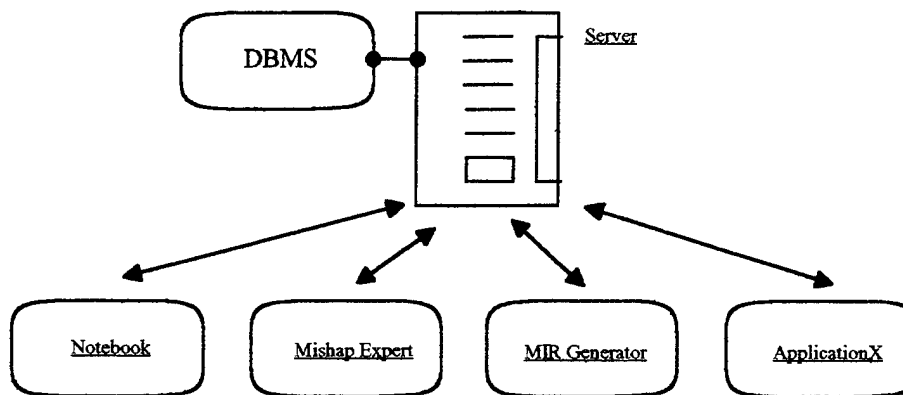 Server
DBMS
Notebook
Mishap Expert
MIR Generator
ApplicationX